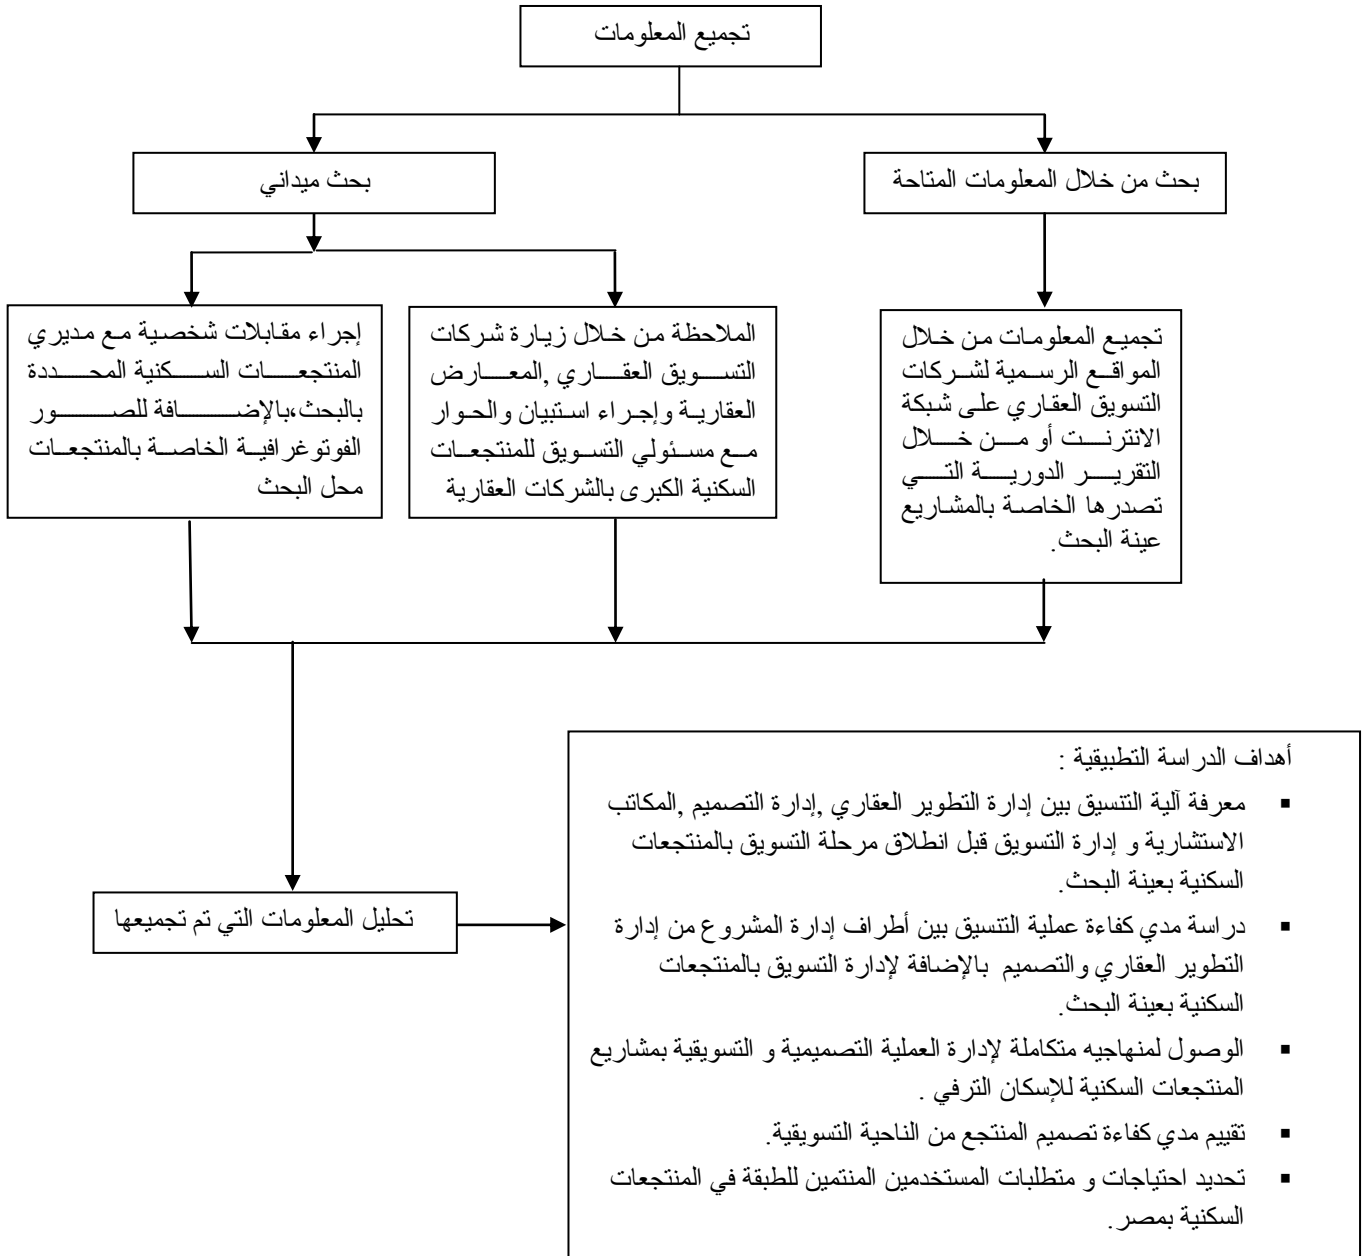 تجميع المعلومات
بحث من خلال المعلومات المتاحة
بحث ميداني
تجميع المعلومات من خلال
المواقع الرسمية لشركات
التسويق العقاري على شبكة
الانترنت أو من خلال
التقرير الدورية التي
تصدرها الخاصة بالمشاريع
عينة البحث.
الملاحظة من خلال زيارة شركات
التسويق العقاري ,المعارض
العقارية وإجراء استبيان والحوار
مع مسئولي التسويق للمنتجعات
السكنية الكبرى بالشركات العقارية
إجراء مقابلات شخصية مع مديري
المنتجعات السكنية المحددة
بالبحث،بالإضافة للصور
الفوتوغرافية الخاصة بالمنتجعات
محل البحث
تحليل المعلومات التي تم تجميعها
أهداف الدراسة التطبيقية :
▪ معرفة آلية التنسيق بين إدارة التطوير العقاري ,إدارة التصميم ,المكاتب
الاستشارية و إدارة التسويق قبل انطلاق مرحلة التسويق بالمنتجعات
السكنية بعينة البحث.
▪ دراسة مدي كفاءة عملية التنسيق بين أطراف إدارة المشروع من إدارة
التطوير العقاري والتصميم بالإضافة لإدارة التسويق بالمنتجعات
السكنية بعينة البحث.
▪ الوصول لمنهاجيه متكاملة لإدارة العملية التصميمية و التسويقية بمشاريع
المنتجعات السكنية للإسكان الترفي .
▪ تقييم مدي كفاءة تصميم المنتجع من الناحية التسويقية.
▪ تحديد احتياجات و متطلبات المستخدمين المنتمين للطبقة في المنتجعات
السكنية بمصر.